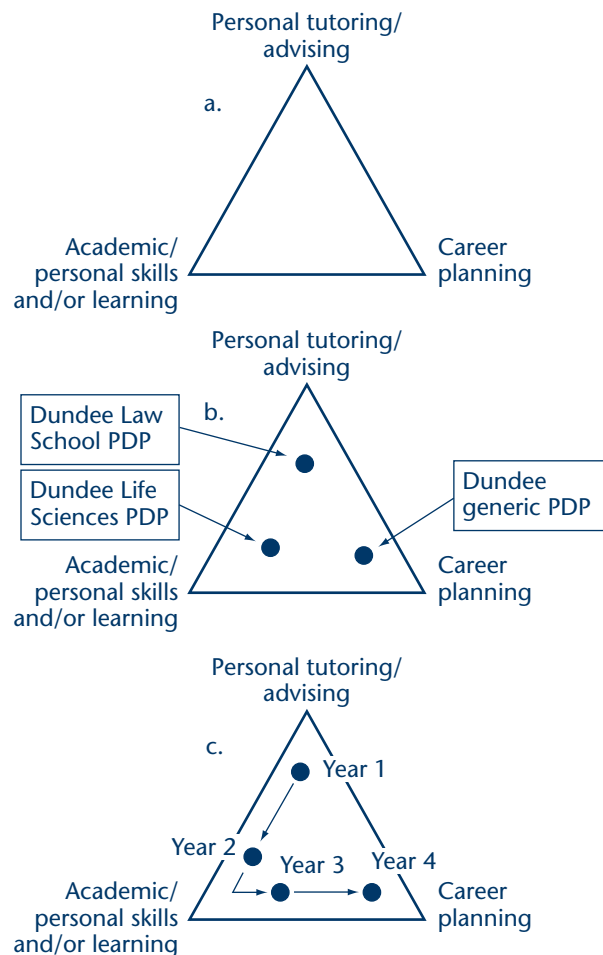 Personal tutoring/
advising
a.
Academic/
personal skills
and/or learning
Career
planning
Personal tutoring/
advising
b.
Dundee Law
School PDP
Dundee Life
Sciences PDP
Dundee
generic PDP
Academic/
personal skills
and/or learning
Career
planning
Personal tutoring/
advising
c.
Year 1
Year 2
Year 3
Year 4
Academic/
personal skills
and/or learning
Career
planning